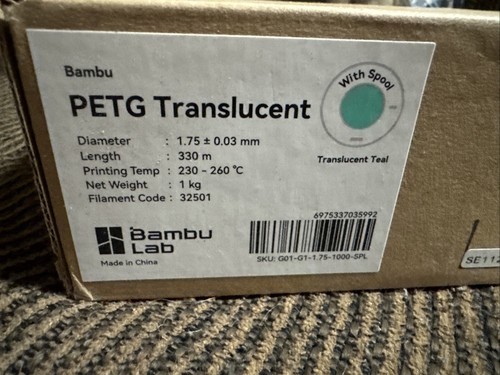 Bambu
PETG Translucent
With Spool
Translucent Teal
Diameter : 1.75 ± 0.03 mm
Length : 330 m
Printing Temp : 230 - 260 °C
Net Weight : 1 kg
Filament Code : 32501
Bambu
Lab
Made in China
6975337035992
SKU: G01-G1-1.75-1000-SPL